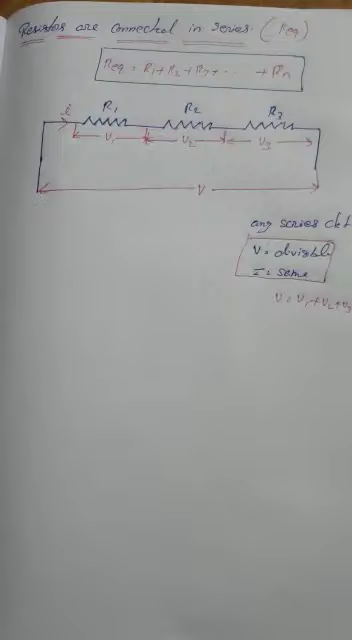 Resistors are connected in series. (Req)
Req = R1 + R2 + R3 + ..... + Rn
i R1 R2 R3
V1 V2 V3
V
any series ckt
V = divisible
I = same
V = V1 + V2 + V3